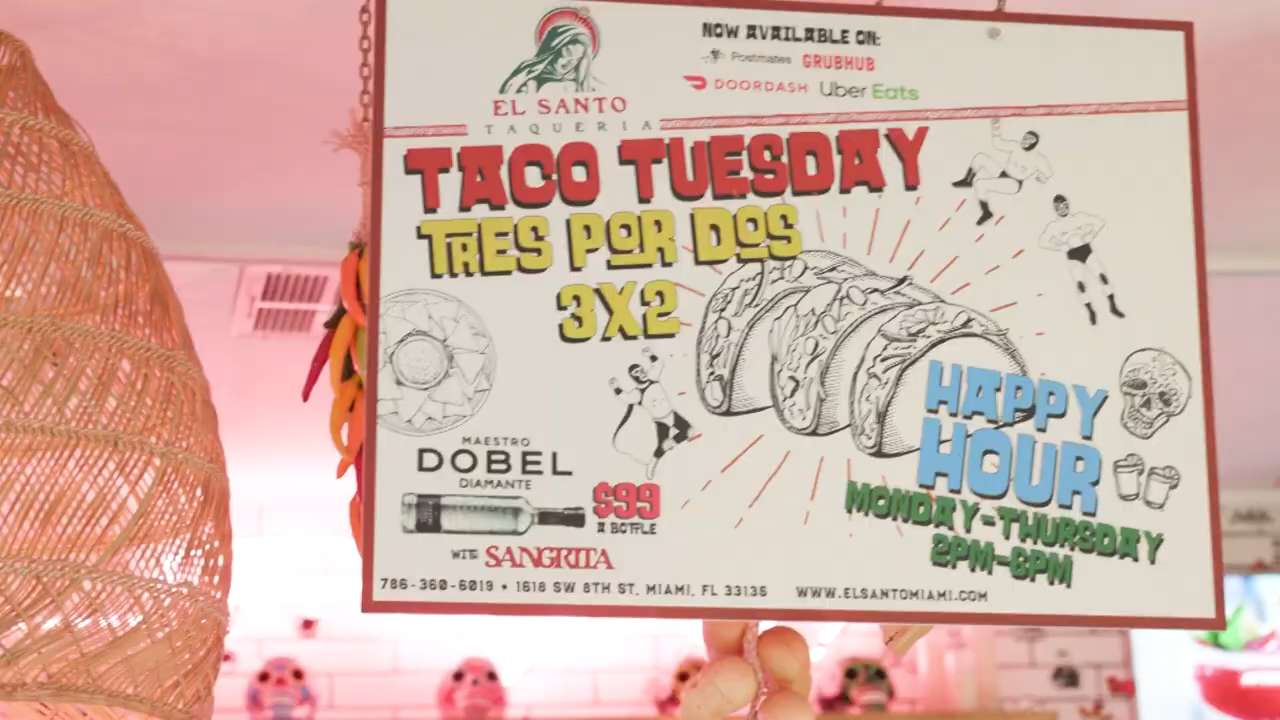 NOW AVAILABLE ON:
Postmates GRUBHUB
DOORDASH Uber Eats
EL SANTO
TAQUERIA
TACO TUESDAY
TRES POR DOS
3X2
HAPPY
HOUR
MONDAY-THURSDAY
2PM-6PM
MAESTRO
DOBEL
DIAMANTE
$99
A BOTTLE
WITH SANGRITA
786-360-6019 • 1618 SW 8TH ST, MIAMI, FL 33135 WWW.ELSANTOMIAMI.COM